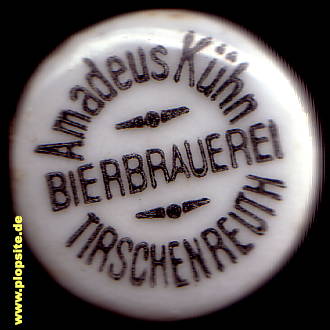 Amadeus Kühn
BIERBRAUEREI
TIRSCHENREUTH
www.plopsite.de